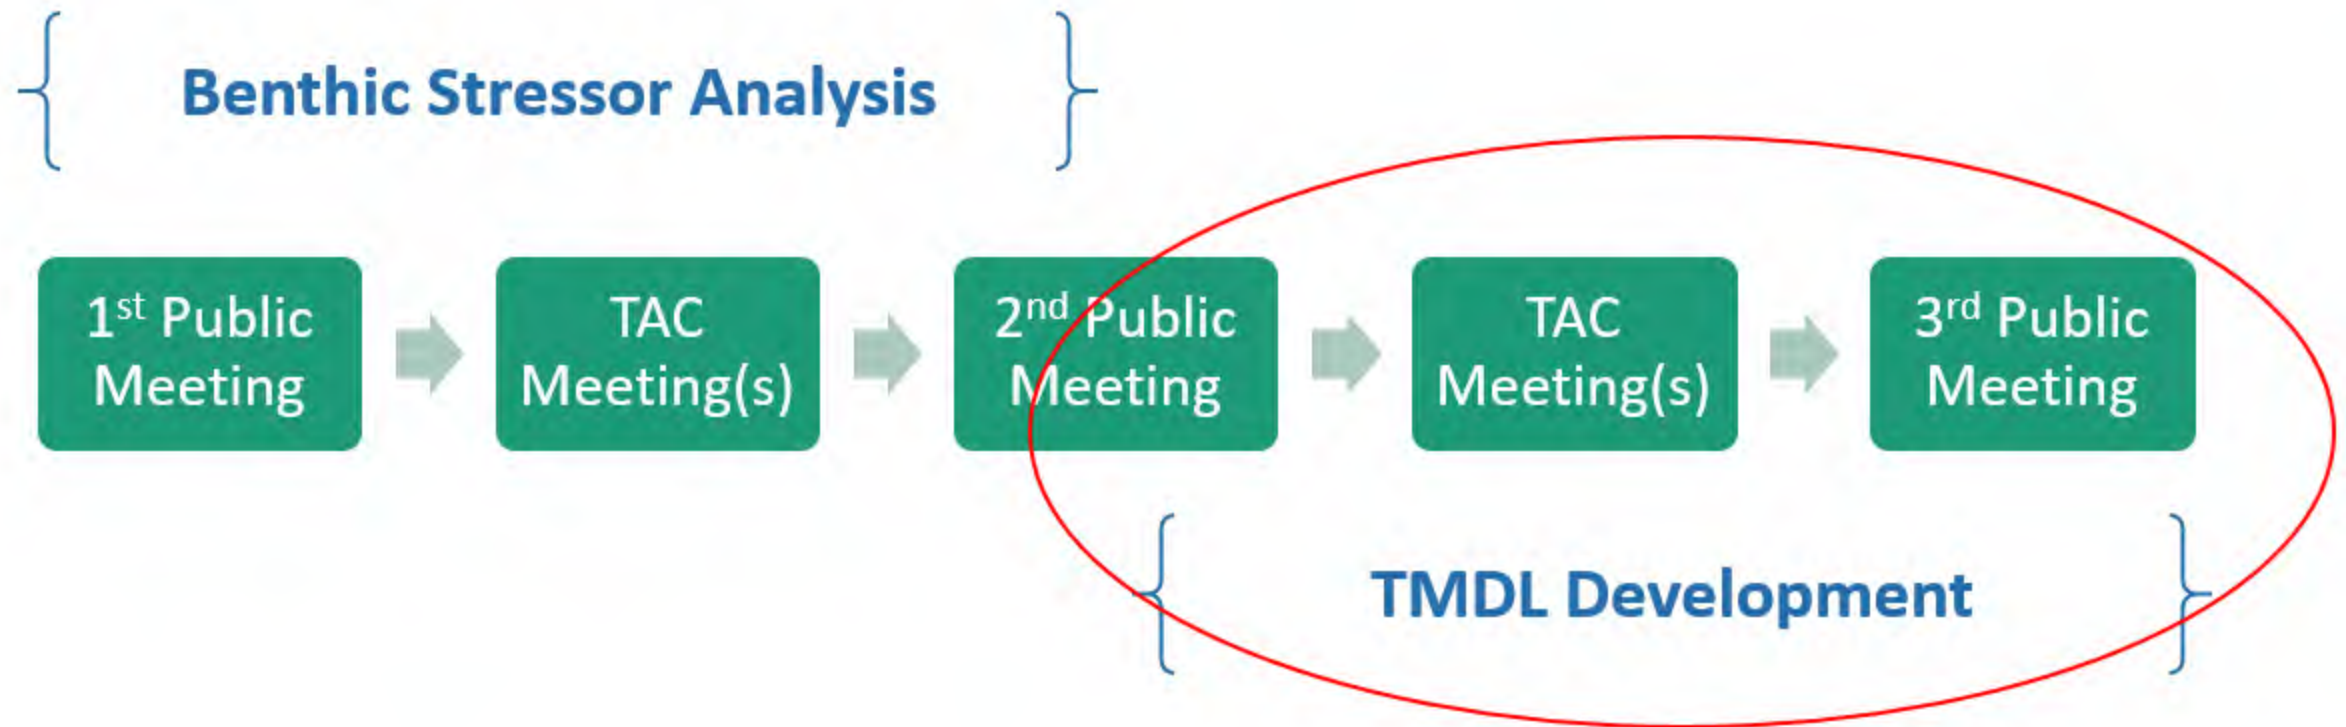 Benthic Stressor Analysis
1st Public
Meeting
TAC
Meeting(s)
2nd Public
Meeting
TAC
Meeting(s)
3rd Public
Meeting
TMDL Development